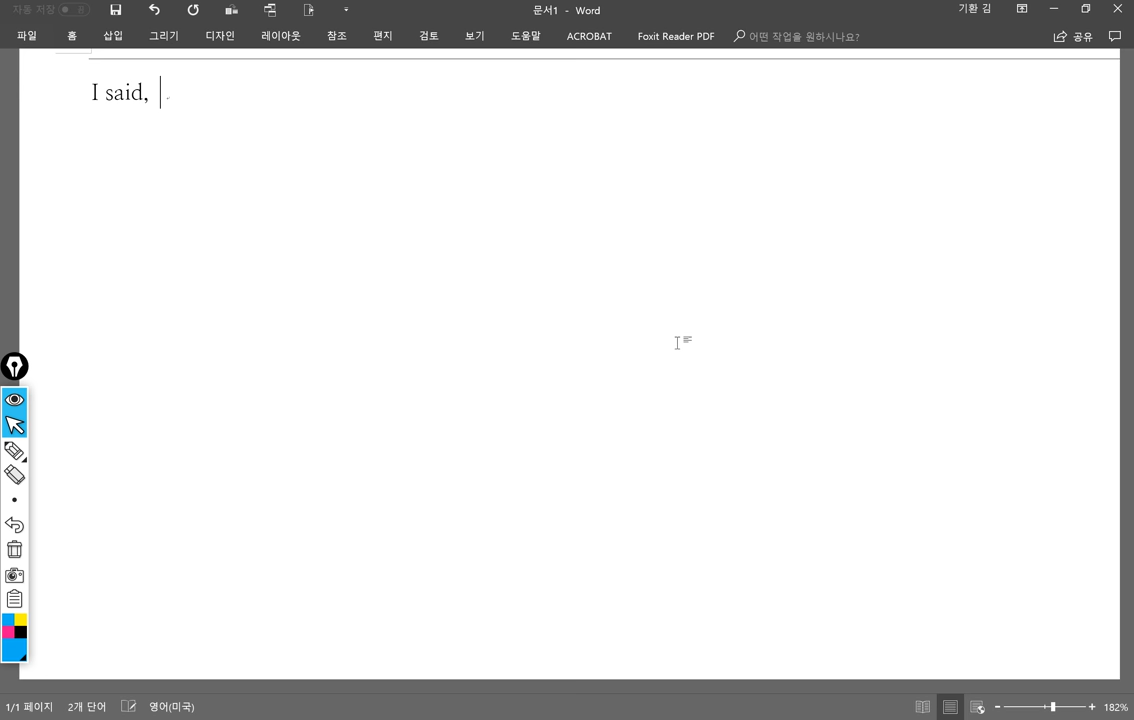 자동 저장
문서1 - Word
기환 김
파일 홈 삽입 그리기 디자인 레이아웃 참조 편지 검토 보기 도움말 ACROBAT Foxit Reader PDF 어떤 작업을 원하시나요? 공유
I said,
1/1 페이지 2개 단어 영어(미국) 182%